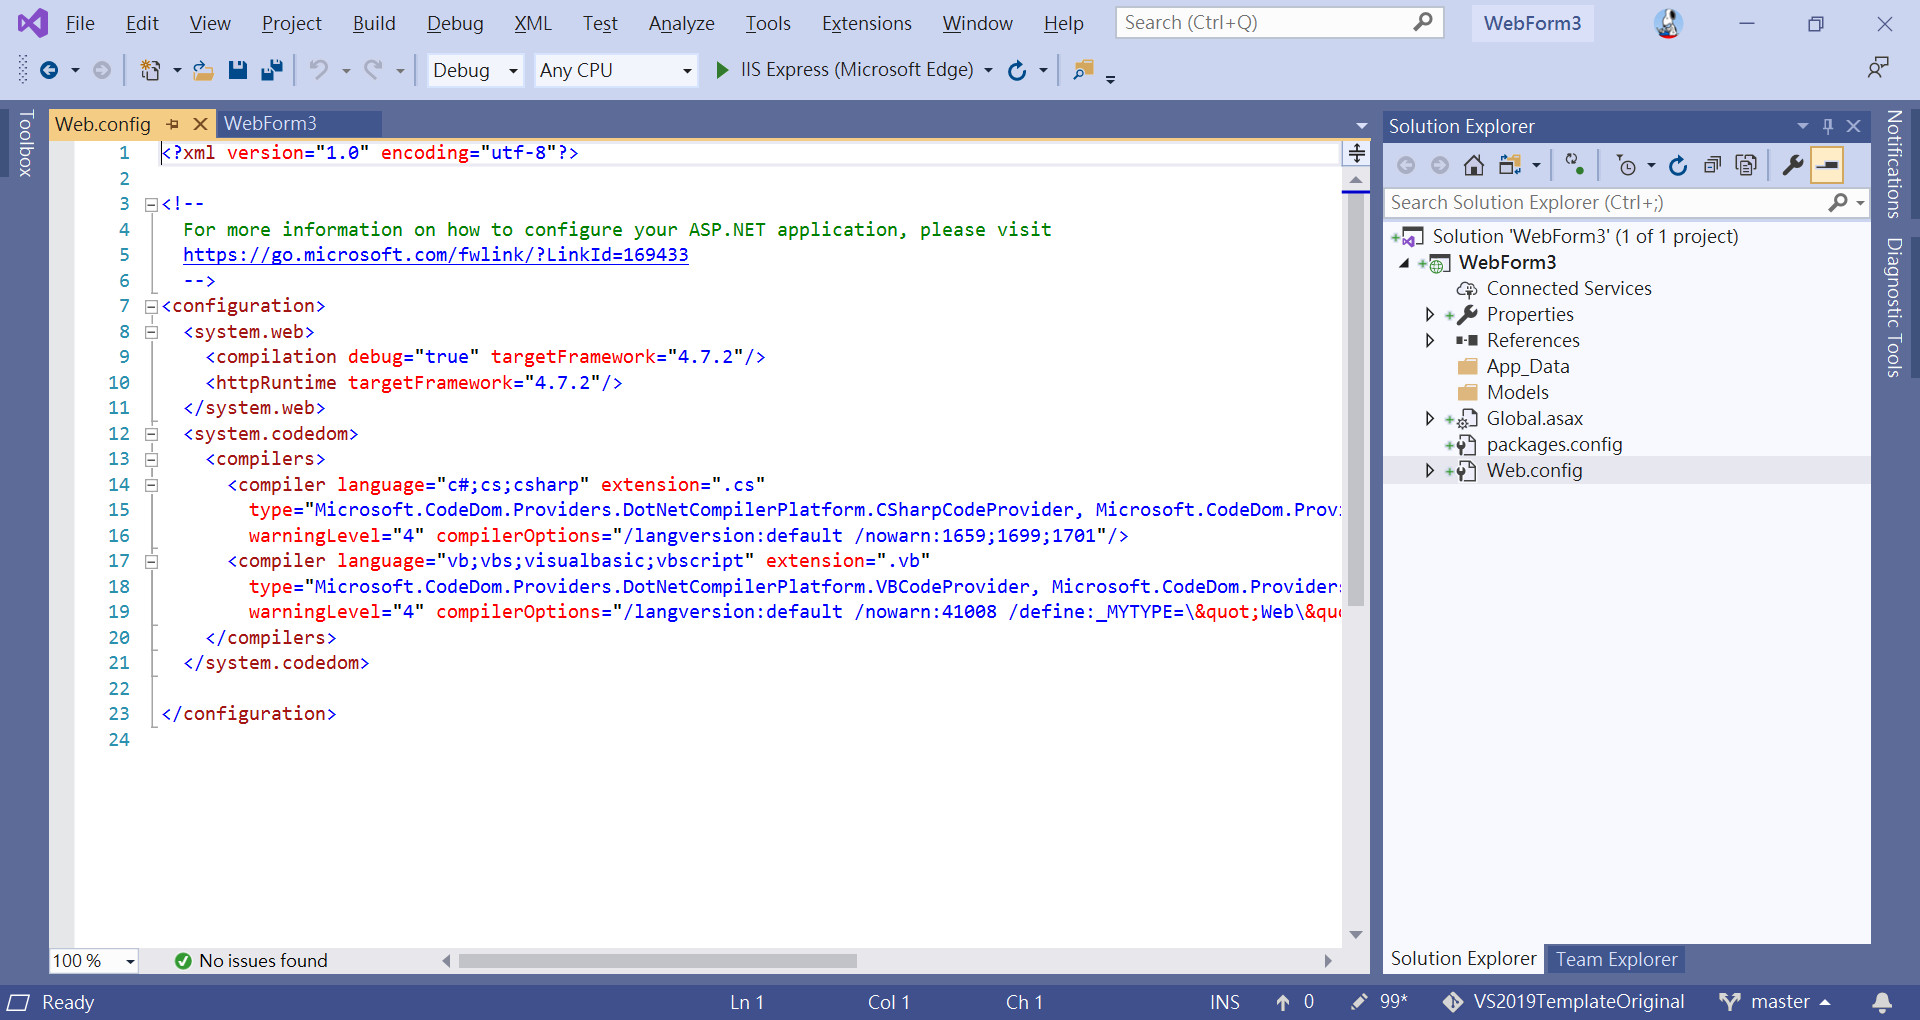 File Edit View Project Build Debug XML Test Analyze Tools Extensions Window Help Search (Ctrl+Q) WebForm3
Debug Any CPU IIS Express (Microsoft Edge)
Toolbox
Web.config WebForm3
1 <?xml version="1.0" encoding="utf-8"?>
2
3 <!--
4 For more information on how to configure your ASP.NET application, please visit
5 https://go.microsoft.com/fwlink/?LinkId=169433
6 -->
7 <configuration>
8 <system.web>
9 <compilation debug="true" targetFramework="4.7.2"/>
10 <httpRuntime targetFramework="4.7.2"/>
11 </system.web>
12 <system.codedom>
13 <compilers>
14 <compiler language="c#;cs;csharp" extension=".cs"
15 type="Microsoft.CodeDom.Providers.DotNetCompilerPlatform.CSharpCodeProvider, Microsoft.CodeDom.Prov
16 warningLevel="4" compilerOptions="/langversion:default /nowarn:1659;1699;1701"/>
17 <compiler language="vb;vbs;visualbasic;vbscript" extension=".vb"
18 type="Microsoft.CodeDom.Providers.DotNetCompilerPlatform.VBCodeProvider, Microsoft.CodeDom.Providers
19 warningLevel="4" compilerOptions="/langversion:default /nowarn:41008 /define:_MYTYPE=\&quot;Web\&quo
20 </compilers>
21 </system.codedom>
22
23 </configuration>
24
100 % No issues found
Solution Explorer
Search Solution Explorer (Ctrl+;)
Solution 'WebForm3' (1 of 1 project)
WebForm3
Connected Services
Properties
References
App_Data
Models
Global.asax
packages.config
Web.config
Solution Explorer Team Explorer
Notifications
Diagnostic Tools
Ready Ln 1 Col 1 Ch 1 INS 0 99* VS2019TemplateOriginal master